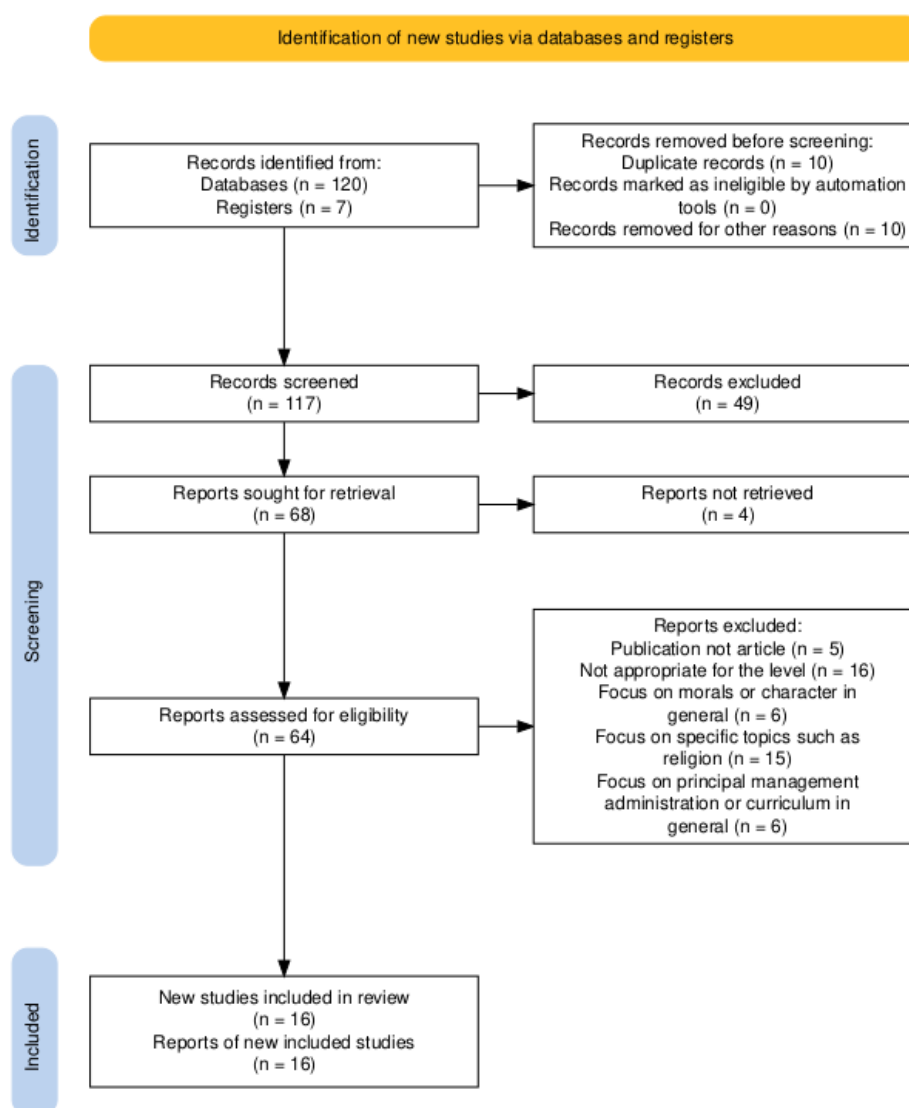 Identification of new studies via databases and registers
Identification
Records identified from:
Databases (n = 120)
Registers (n = 7)
Records removed before screening:
Duplicate records (n = 10)
Records marked as ineligible by automation
tools (n = 0)
Records removed for other reasons (n = 10)
Screening
Records screened
(n = 117)
Records excluded
(n = 49)
Reports sought for retrieval
(n = 68)
Reports not retrieved
(n = 4)
Reports assessed for eligibility
(n = 64)
Reports excluded:
Publication not article (n = 5)
Not appropriate for the level (n = 16)
Focus on morals or character in
general (n = 6)
Focus on specific topics such as
religion (n = 15)
Focus on principal management
administration or curriculum in
general (n = 6)
Included
New studies included in review
(n = 16)
Reports of new included studies
(n = 16)